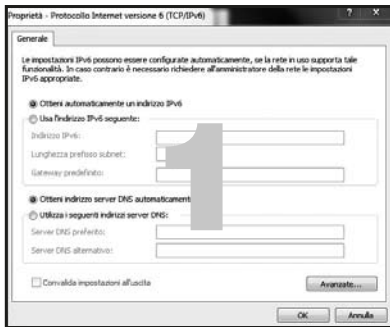 Proprietà - Protocollo Internet versione 6 (TCP/IPv6)
? X
Generale
Le impostazioni IPv6 possono essere configurate automaticamente, se la rete in uso supporta tale
funzionalità. In caso contrario è necessario richiedere all'amministratore della rete le impostazioni
IPv6 appropriate.
Ottieni automaticamente un indirizzo IPv6
Usa l'indirizzo IPv6 seguente:
Indirizzo IPv6:
Lunghezza prefisso subnet:
Gateway predefinito:
1
Ottieni indirizzo server DNS automaticamente
Utilizza i seguenti indirizzi server DNS:
Server DNS preferito:
Server DNS alternativo:
Convalida impostazioni all'uscita
Avanzate...
OK
Annulla